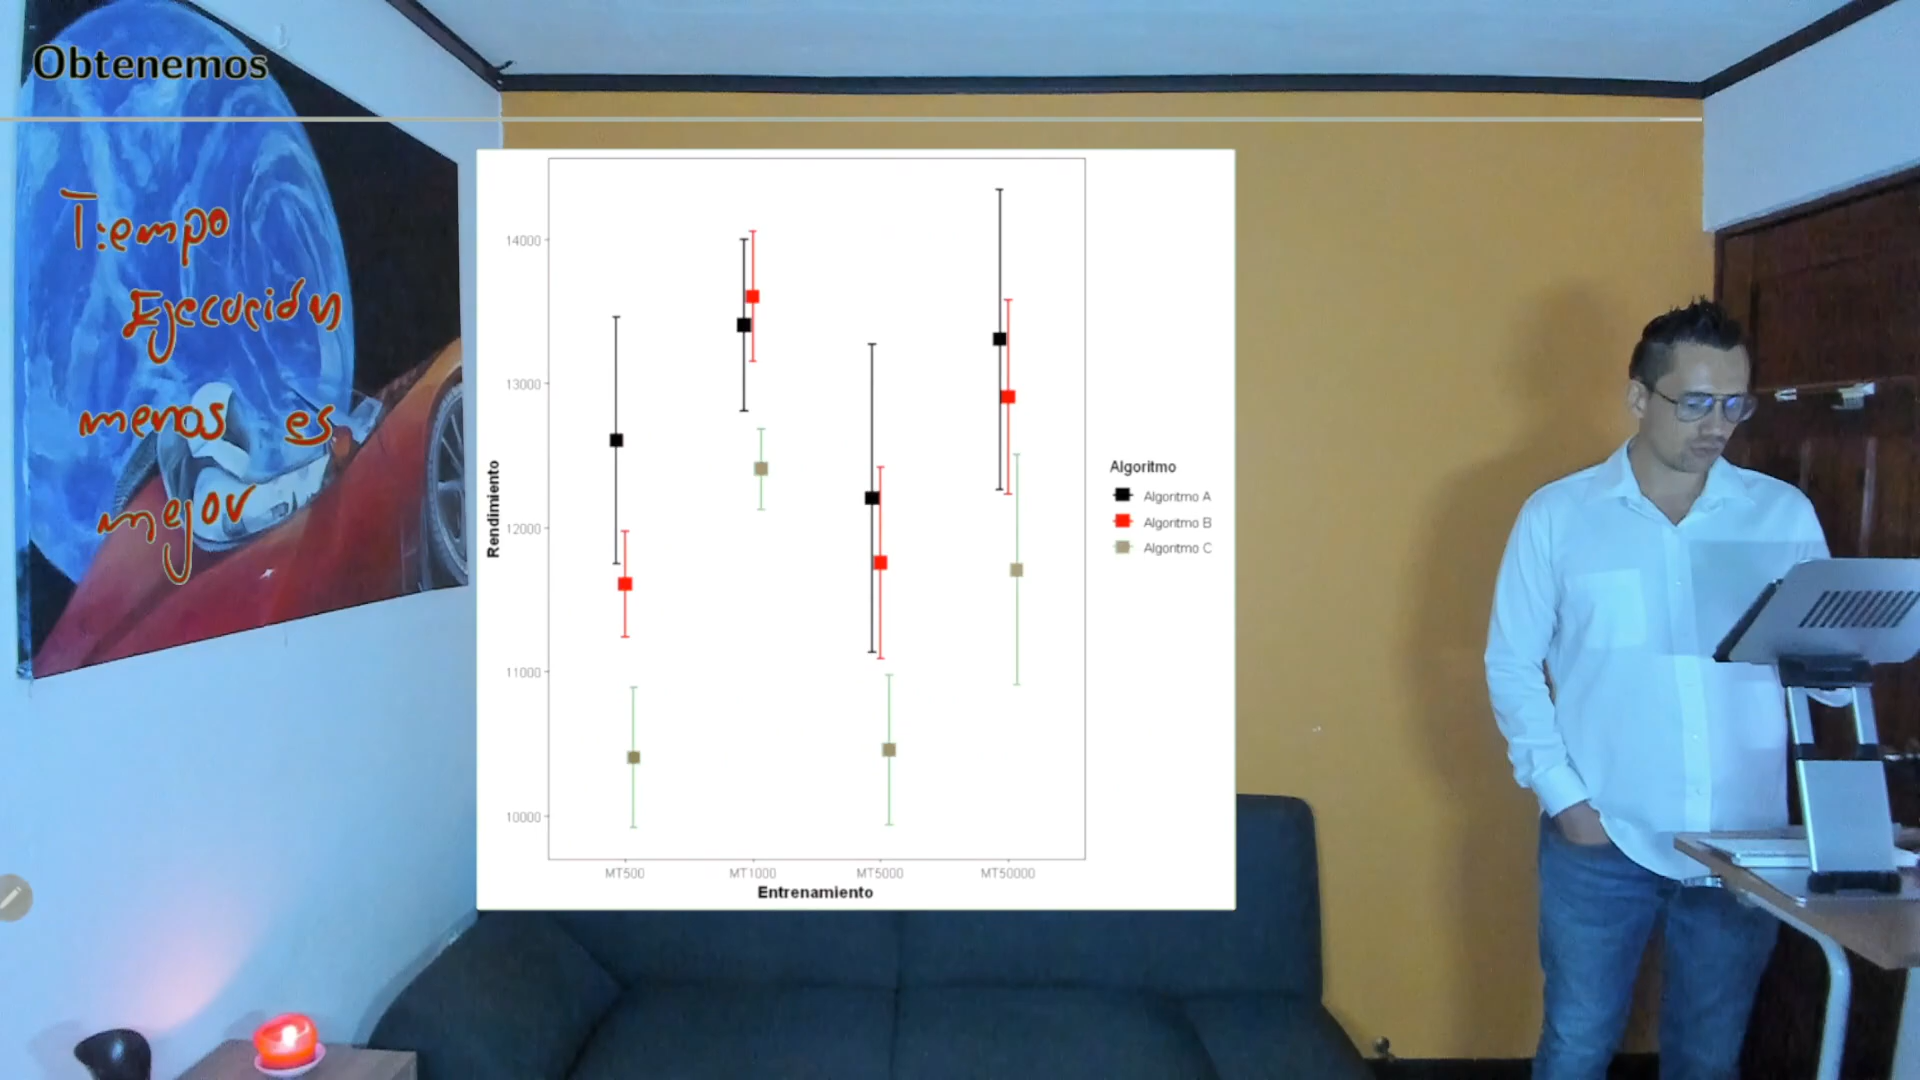 Obtenemos
Tiempo
Ejecución
menos es
mejor
14000
13000
12000
11000
10000
Rendimiento
MT500 MT1000 MT5000 MT50000
Entrenamiento
Algoritmo
Algoritmo A
Algoritmo B
Algoritmo C